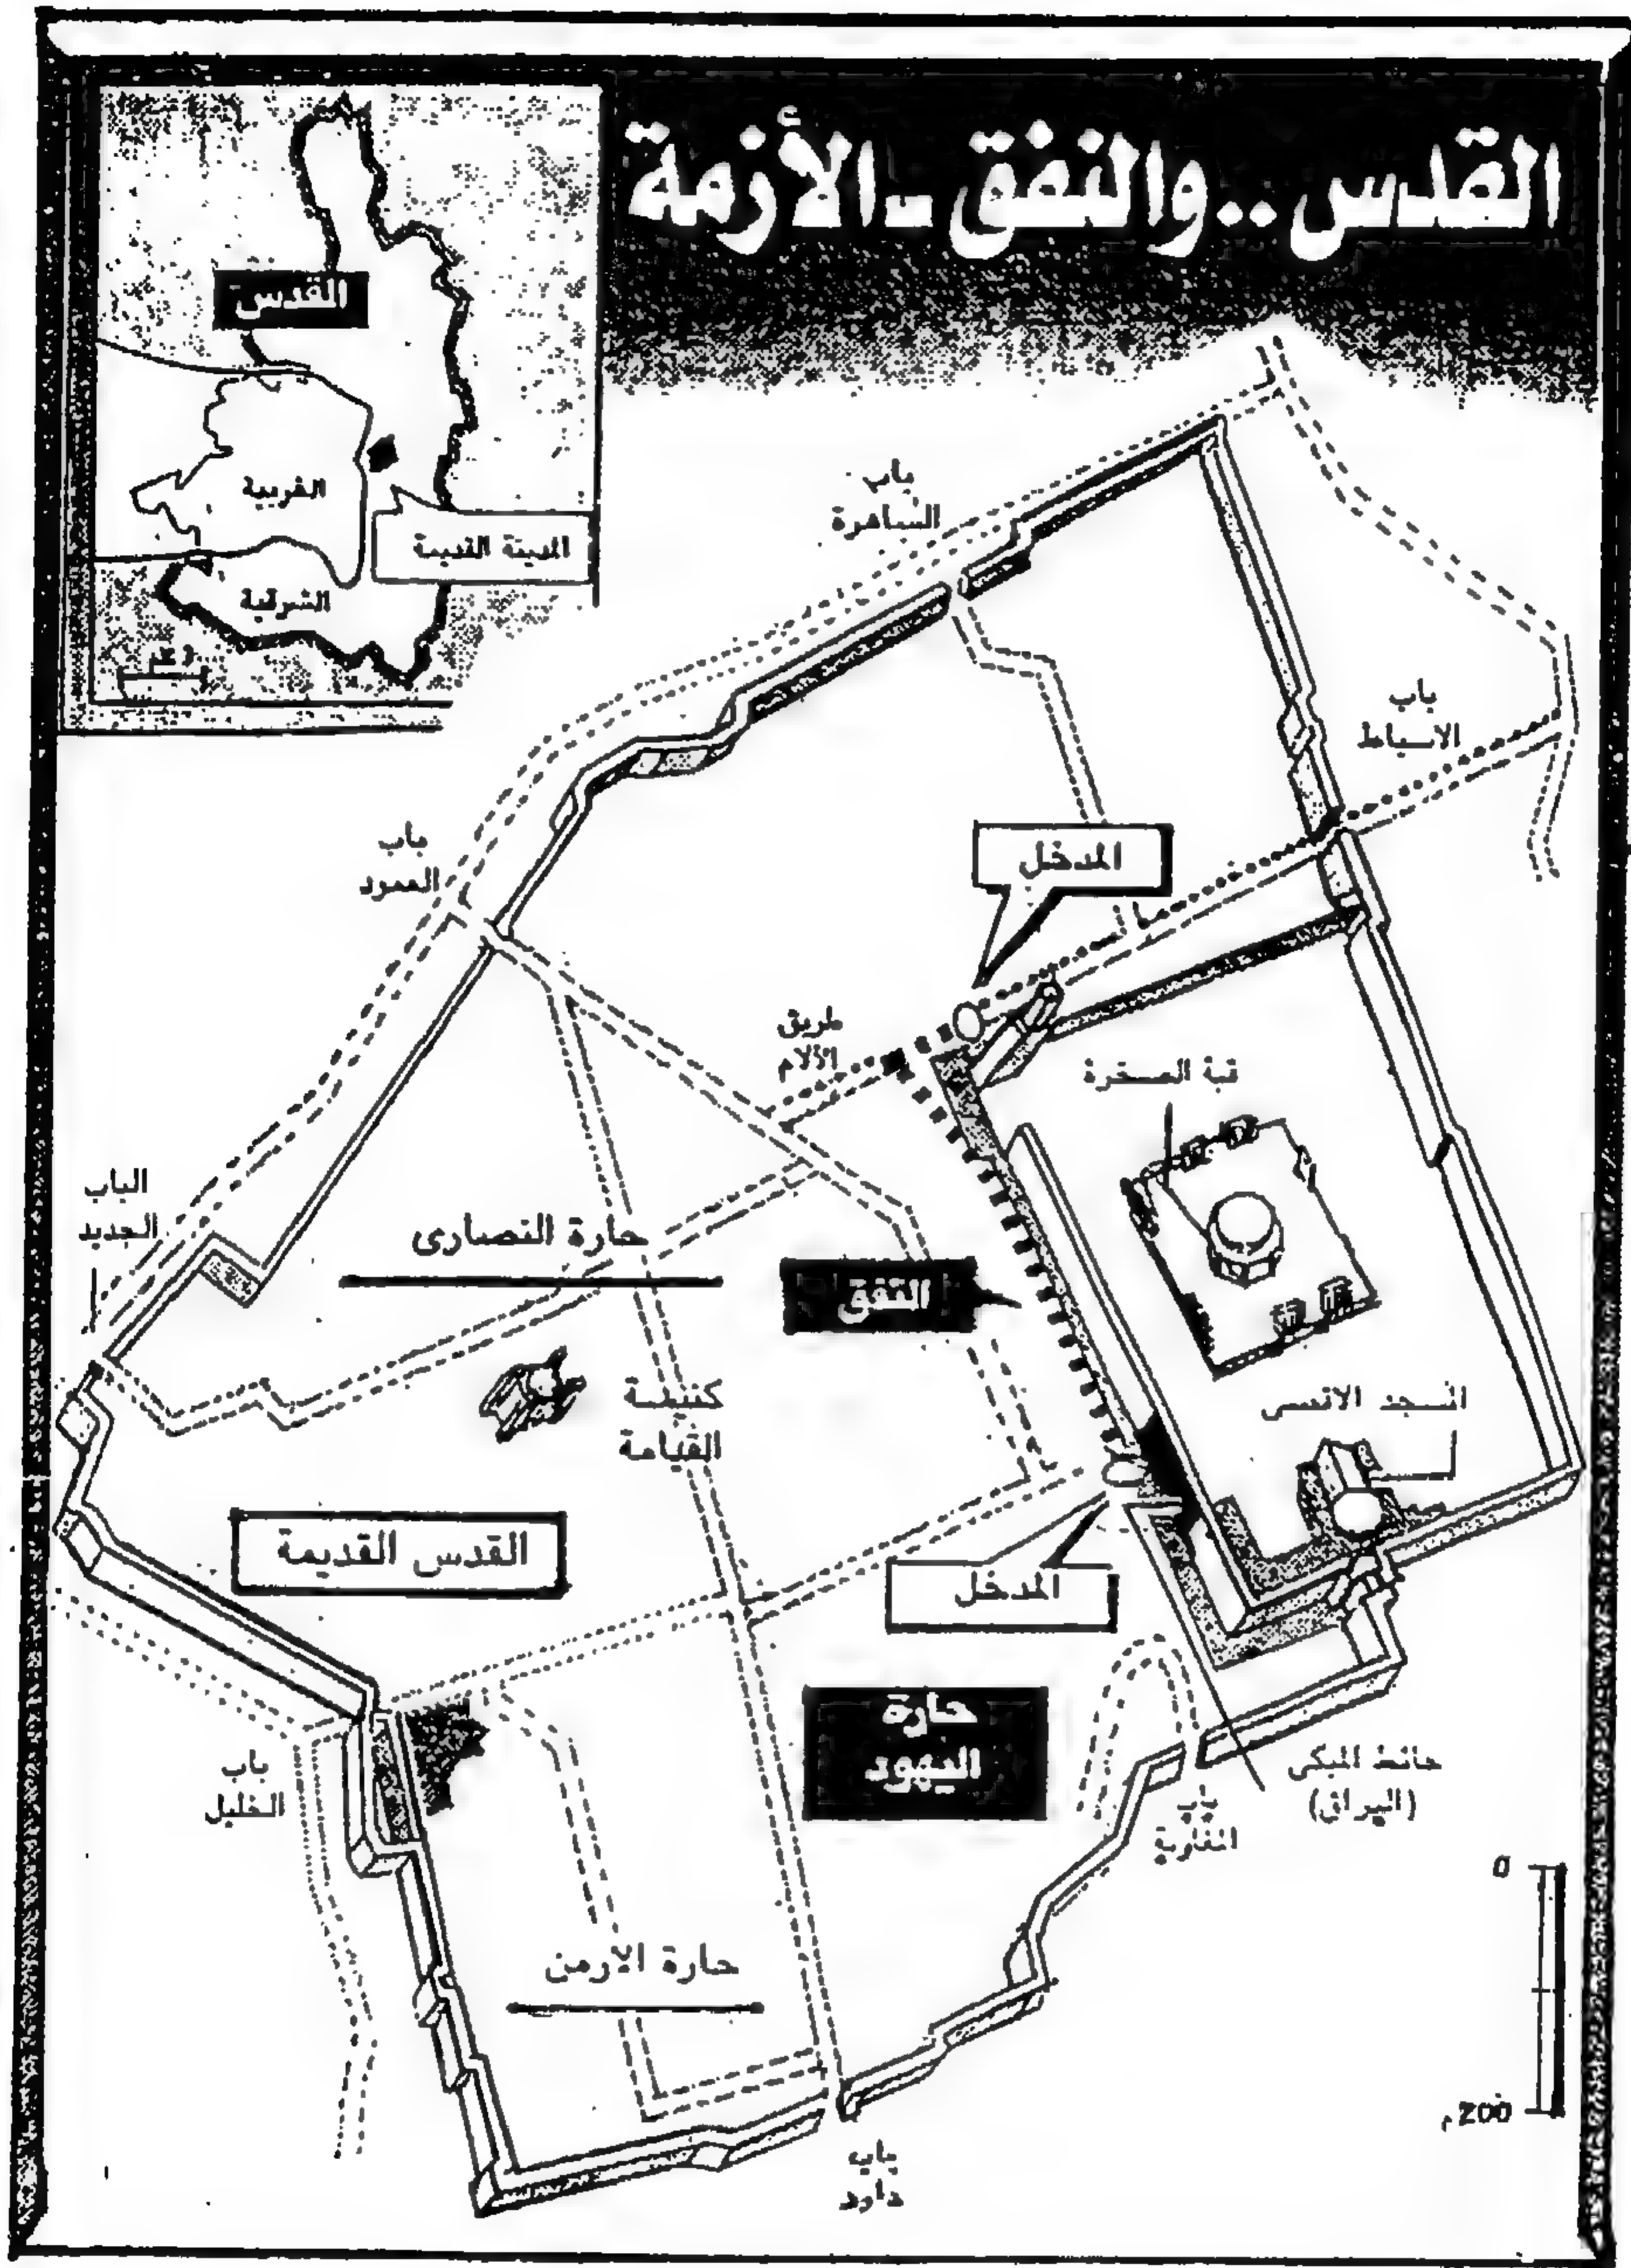 القدس .. والنفق - الأزمة
القدس
الغربية
المدينة القديمة
الشرقية
باب
الساهرة
باب
الاسباط
باب
العمود
المدخل
طريق
الآلام
قبة الصخرة
الباب
الجديد
حارة النصارى
النفق
كنيسة
القيامة
المسجد الاقصى
القدس القديمة
المدخل
حارة
اليهود
باب
الخليل
حائط المبكى
(البراق)
باب
المغاربة
حارة الارمن
0
200 م
باب
داود